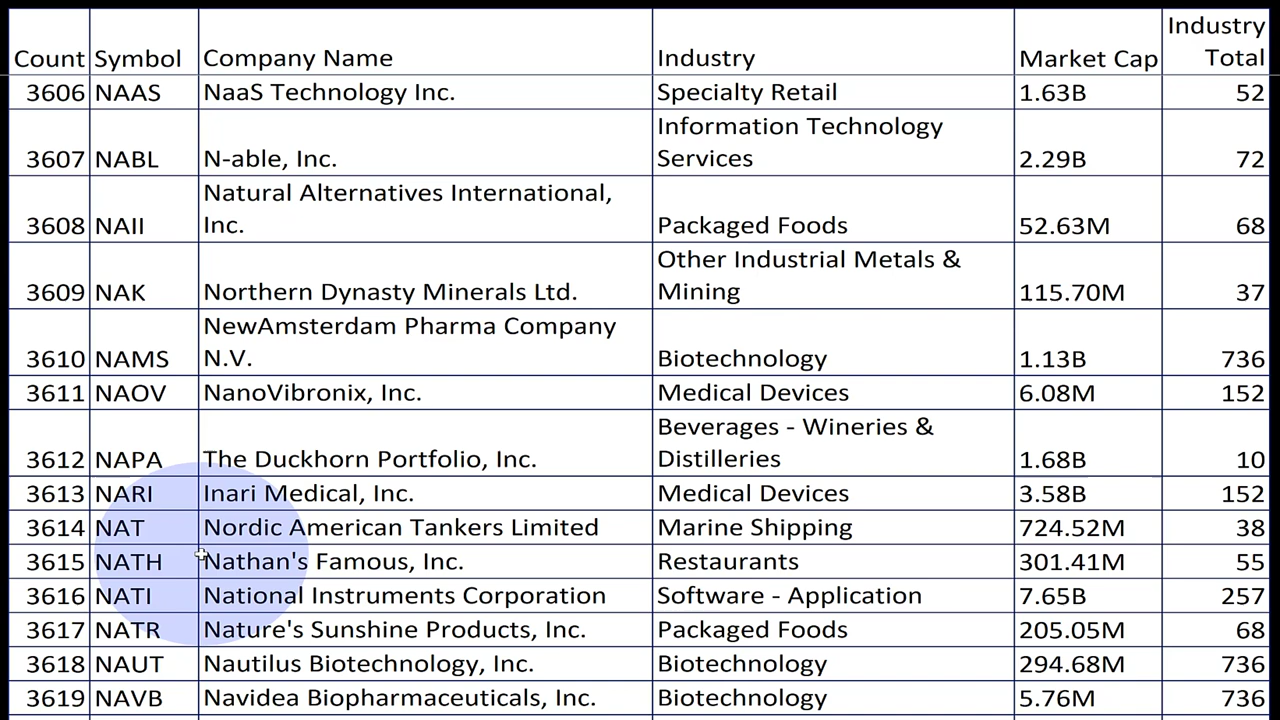 Count Symbol Company Name Industry Market Cap Industry Total
3606 NAAS NaaS Technology Inc. Specialty Retail 1.63B 52
3607 NABL N-able, Inc. Information Technology Services 2.29B 72
3608 NAII Natural Alternatives International, Inc. Packaged Foods 52.63M 68
3609 NAK Northern Dynasty Minerals Ltd. Other Industrial Metals & Mining 115.70M 37
3610 NAMS NewAmsterdam Pharma Company N.V. Biotechnology 1.13B 736
3611 NAOV NanoVibronix, Inc. Medical Devices 6.08M 152
3612 NAPA The Duckhorn Portfolio, Inc. Beverages - Wineries & Distilleries 1.68B 10
3613 NARI Inari Medical, Inc. Medical Devices 3.58B 152
3614 NAT Nordic American Tankers Limited Marine Shipping 724.52M 38
3615 NATH Nathan's Famous, Inc. Restaurants 301.41M 55
3616 NATI National Instruments Corporation Software - Application 7.65B 257
3617 NATR Nature's Sunshine Products, Inc. Packaged Foods 205.05M 68
3618 NAUT Nautilus Biotechnology, Inc. Biotechnology 294.68M 736
3619 NAVB Navidea Biopharmaceuticals, Inc. Biotechnology 5.76M 736